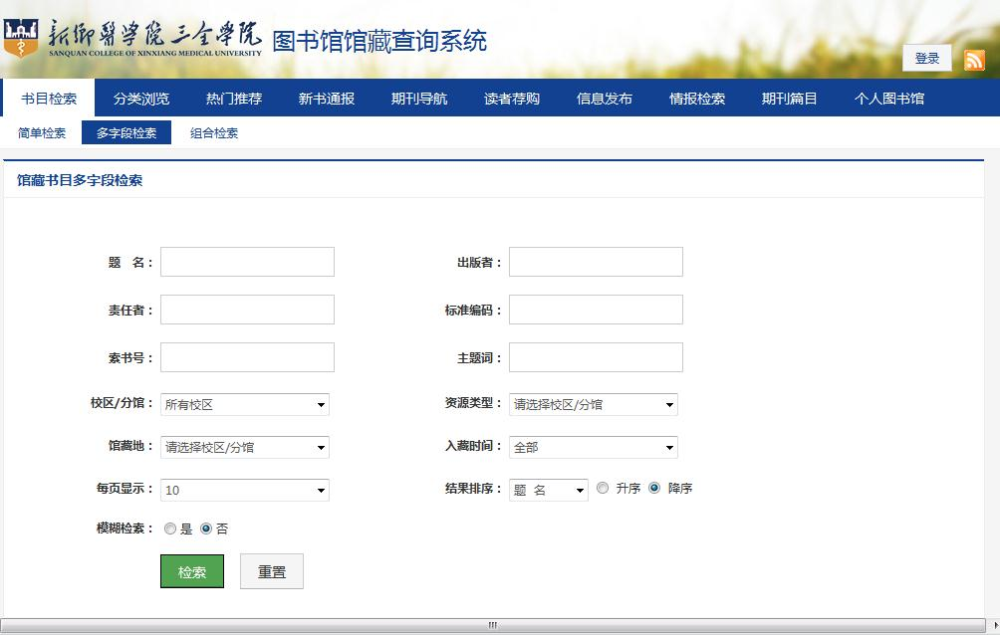 新乡医学院三全学院
SANQUAN COLLEGE OF XINXIANG MEDICAL UNIVERSITY
图书馆馆藏查询系统
登录
书目检索 分类浏览 热门推荐 新书通报 期刊导航 读者荐购 信息发布 情报检索 期刊篇目 个人图书馆
简单检索 多字段检索 组合检索
馆藏书目多字段检索
题 名： 出版者：
责任者： 标准编码：
索书号： 主题词：
校区/分馆： 所有校区 资源类型： 请选择校区/分馆
馆藏地： 请选择校区/分馆 入藏时间： 全部
每页显示： 10 结果排序： 题 名 升序 降序
模糊检索： 是 否
检索 重置